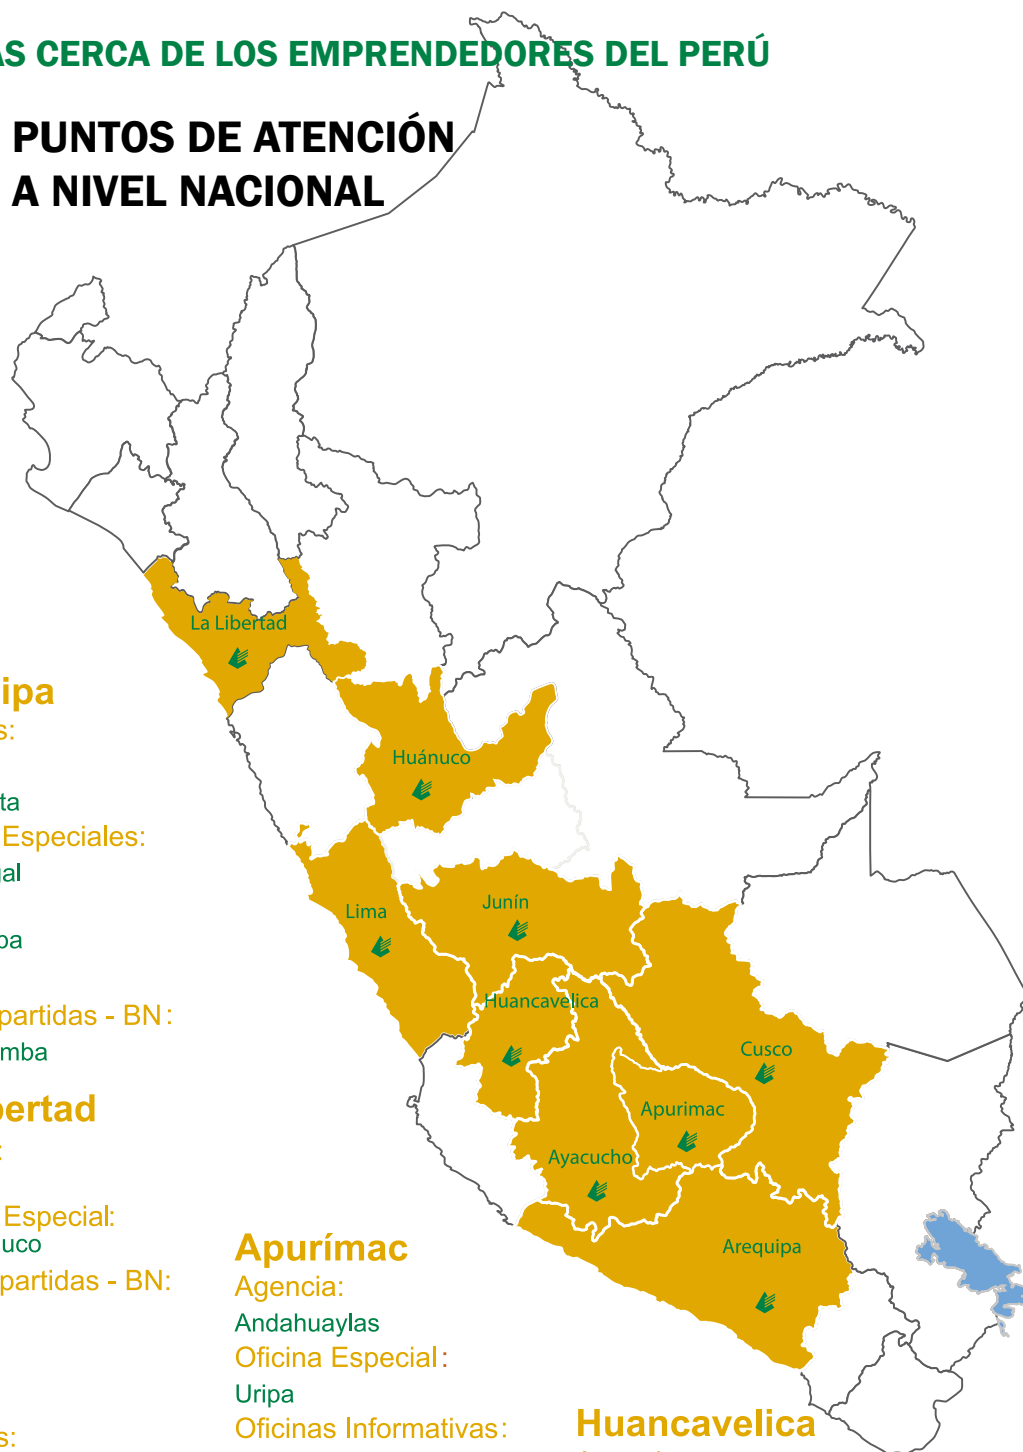 AS CERCA DE LOS EMPRENDEDORES DEL PERÚ
PUNTOS DE ATENCIÓN
A NIVEL NACIONAL
La Libertad
Huánuco
Lima
Junín
Huancavelica
Cusco
Apurimac
Ayacucho
Arequipa
ipa
s:
ta
Especiales:
gal
ba
partidas - BN:
mba
bertad
:
Especial:
uco
partidas - BN:
s:
Apurímac
Agencia:
Andahuaylas
Oficina Especial:
Uripa
Oficinas Informativas:
Huancavelica